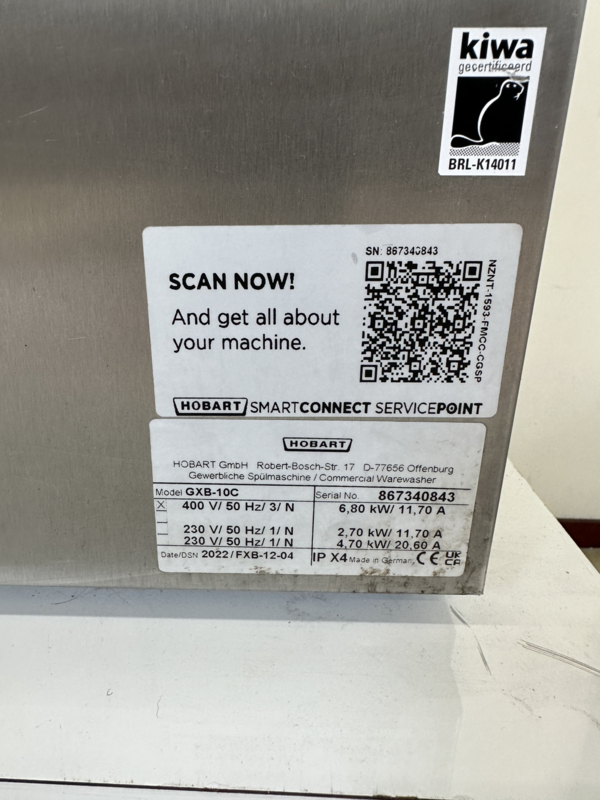 kiwa
gecertificeerd
BRL-K14011
SN: 867340843
SCAN NOW!
And get all about
your machine.
NZNT-1593-FMCC-CGSP
HOBART SMARTCONNECT SERVICEPOINT
HOBART
HOBART GmbH Robert-Bosch-Str. 17 D-77656 Offenburg
Gewerbliche Spülmaschine / Commercial Warewasher
Model GXB-10C Serial No. 867340843
X 400 V/ 50 Hz/ 3/ N 6,80 kW/ 11,70 A
230 V/ 50 Hz/ 1/ N 2,70 kW/ 11,70 A
230 V/ 50 Hz/ 1/ N 4,70 kW/ 20,60 A
Date/DSN 2022/FXB-12-04 IP X4 Made in Germany CE UK CA